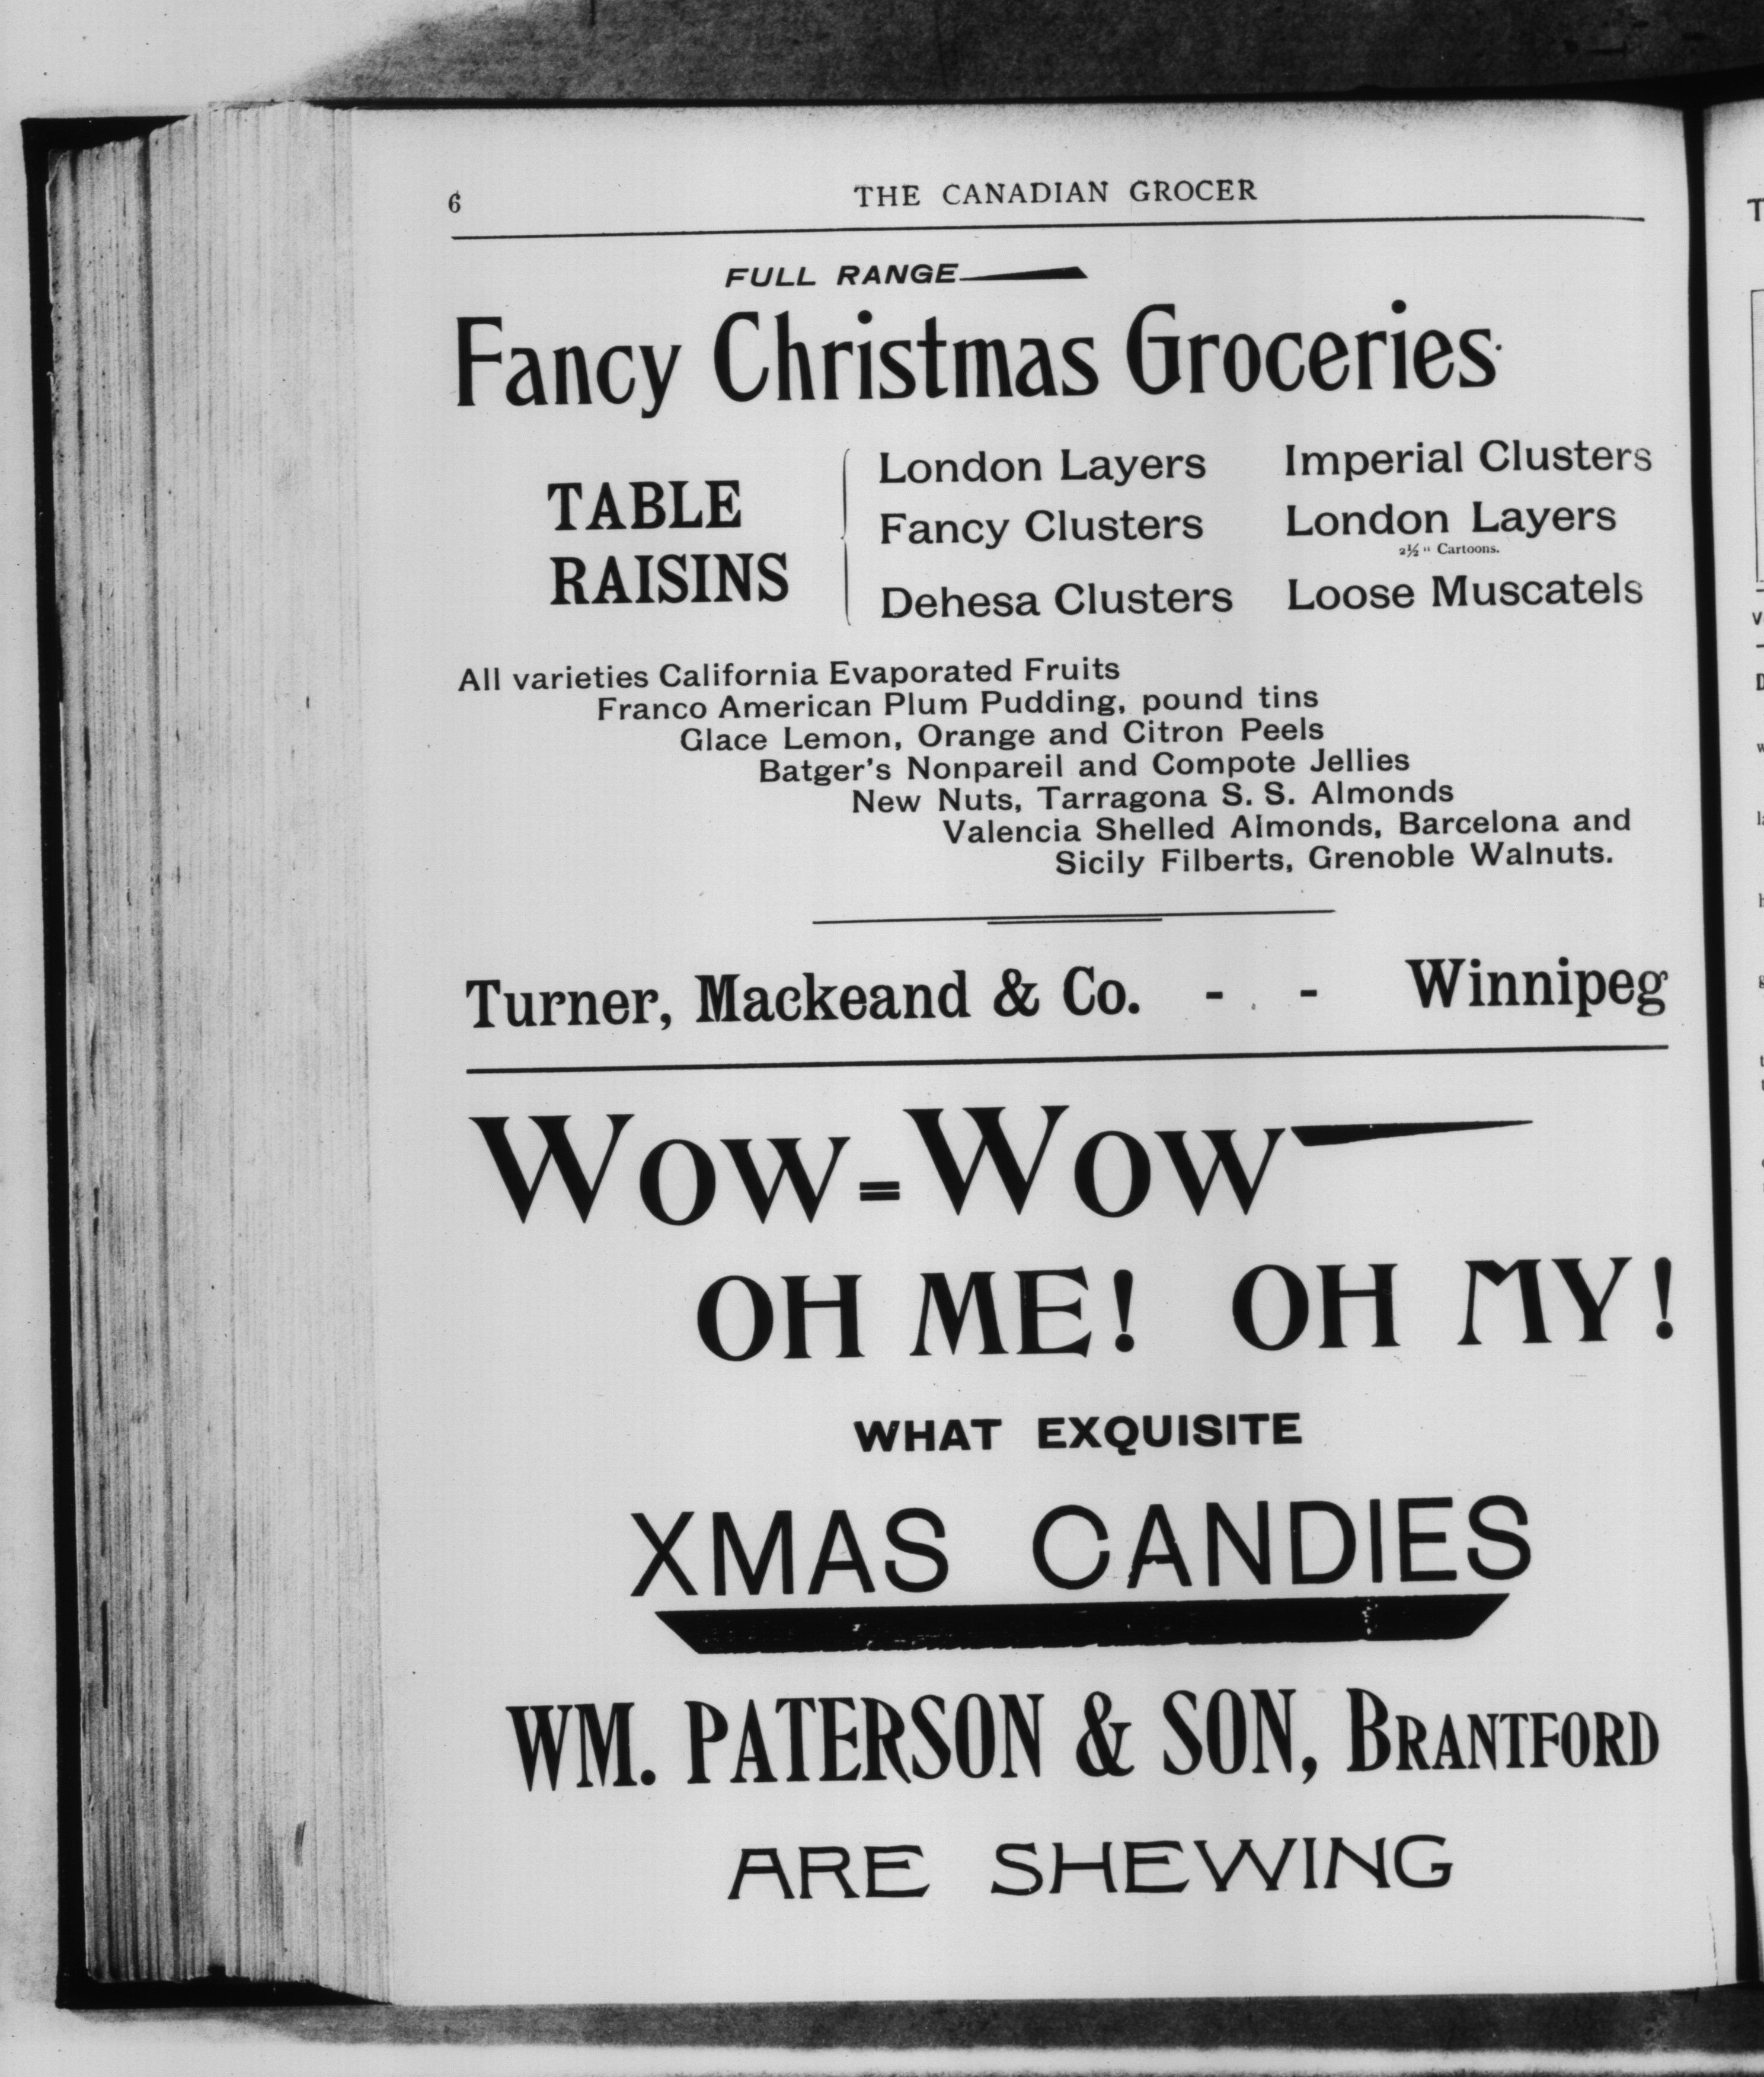 6
THE CANADIAN GROCER
FULL RANGE
Fancy Christmas Groceries.
TABLE
RAISINS
London Layers
Fancy Clusters
Dehesa Clusters
Imperial Clusters
London Layers
2½" Cartoons.
Loose Muscatels
All varieties California Evaporated Fruits
Franco American Plum Pudding, pound tins
Glace Lemon, Orange and Citron Peels
Batger's Nonpareil and Compote Jellies
New Nuts, Tarragona S. S. Almonds
Valencia Shelled Almonds, Barcelona and
Sicily Filberts, Grenoble Walnuts.
Turner, Mackeand & Co. - - Winnipeg
WOW=WOW
OH ME! OH MY!
WHAT EXQUISITE
XMAS CANDIES
WM. PATERSON & SON, BRANTFORD
ARE SHEWING